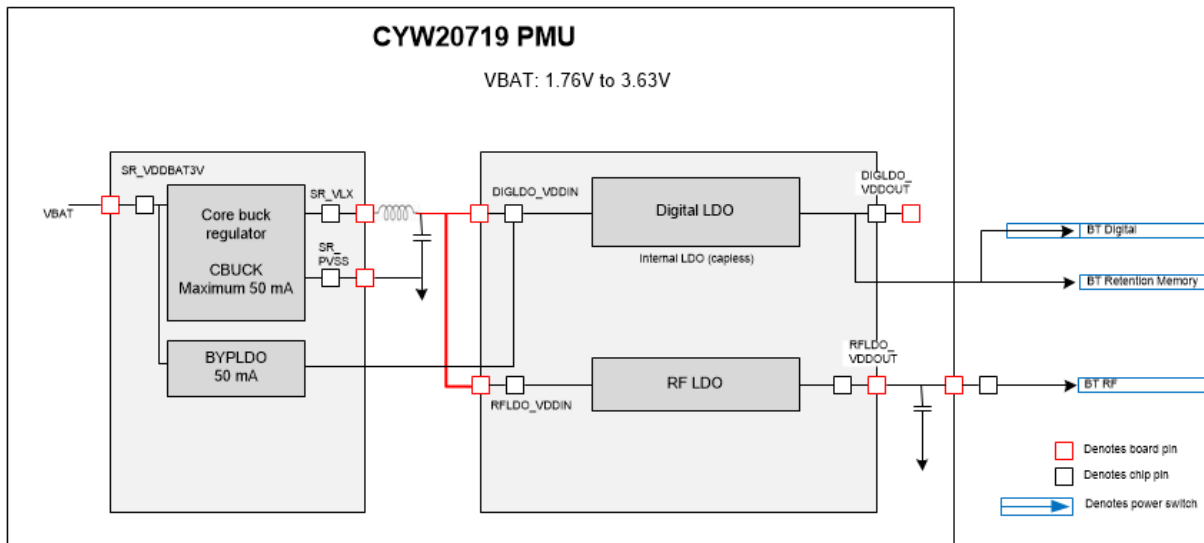 CYW20719 PMU
VBAT: 1.76V to 3.63V
SR_VDDBAT3V
VBAT
Core buck
regulator
CBUCK
Maximum 50 mA
SR_VLX
SR_
PVSS
BYPLDO
50 mA
DIGLDO_VDDIN
Digital LDO
Internal LDO (capless)
DIGLDO_
VDDOUT
BT Digital
BT Retention Memory
RFLDO_VDDIN
RF LDO
RFLDO_
VDDOUT
BT RF
Denotes board pin
Denotes chip pin
Denotes power switch